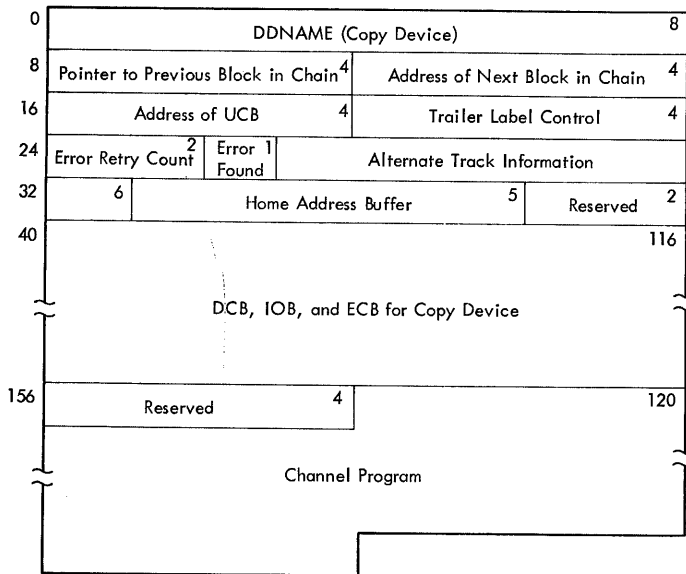 0
DDNAME (Copy Device) 8
8 Pointer to Previous Block in Chain 4 Address of Next Block in Chain 4
16 Address of UCB 4 Trailer Label Control 4
24 Error Retry Count 2 Error 1 Alternate Track Information
Found
32 6 Home Address Buffer 5 Reserved 2
40 116
DCB, IOB, and ECB for Copy Device
156 Reserved 4 120
Channel Program